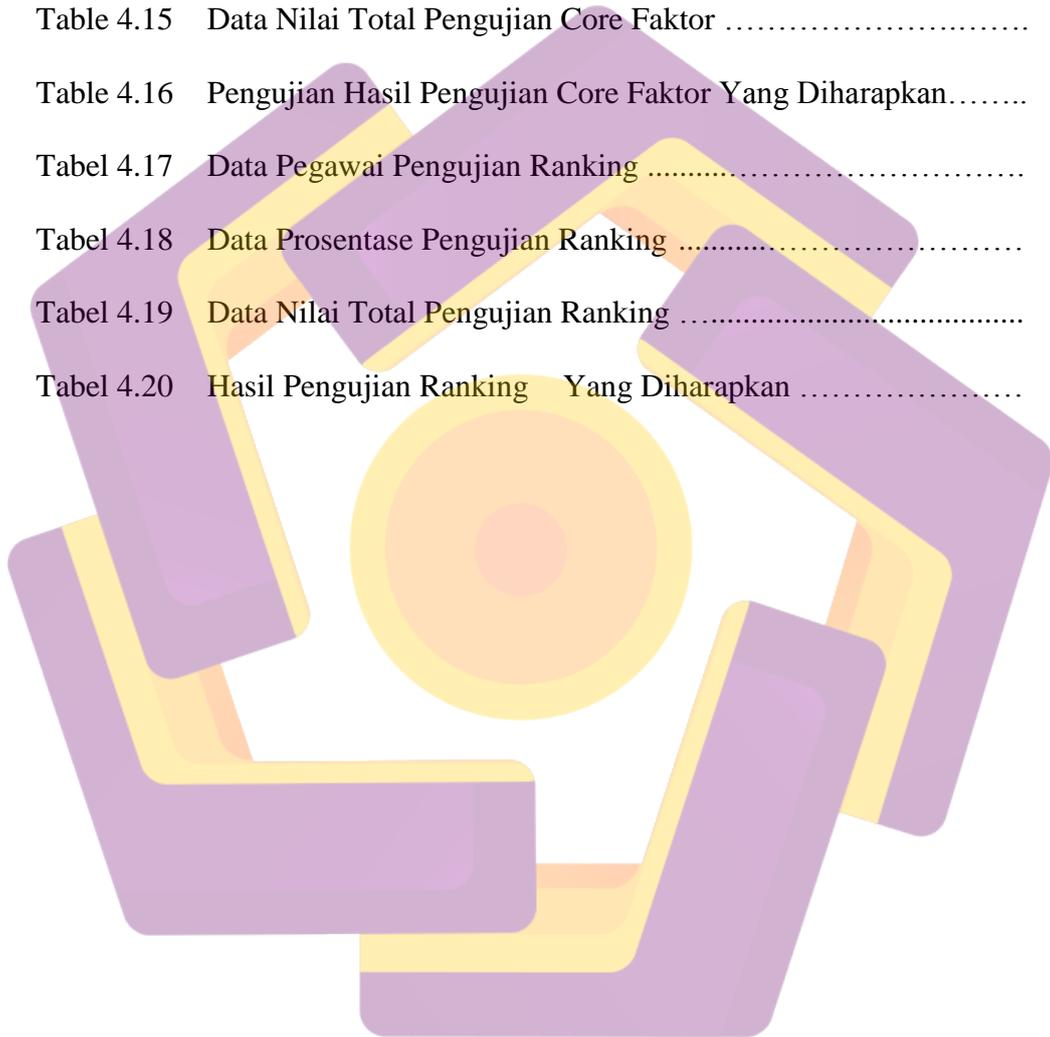 Table 4.15 Data Nilai Total Pengujian Core Faktor ………………….…….
Table 4.16 Pengujian Hasil Pengujian Core Faktor Yang Diharapkan……..
Tabel 4.17 Data Pegawai Pengujian Ranking ..........……………………….
Tabel 4.18 Data Prosentase Pengujian Ranking ...........……………………
Tabel 4.19 Data Nilai Total Pengujian Ranking …......................................
Tabel 4.20 Hasil Pengujian Ranking Yang Diharapkan …………………